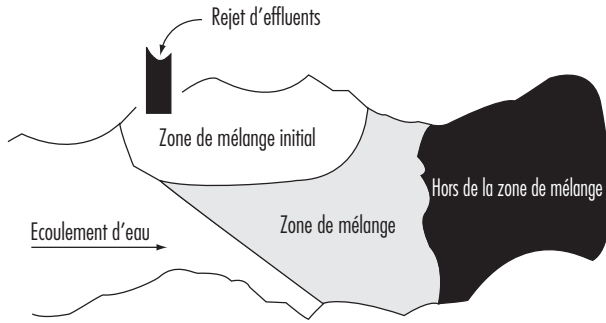 Rejet d'effluents
Zone de mélange initial
Hors de la zone de mélange
Zone de mélange
Ecoulement d'eau